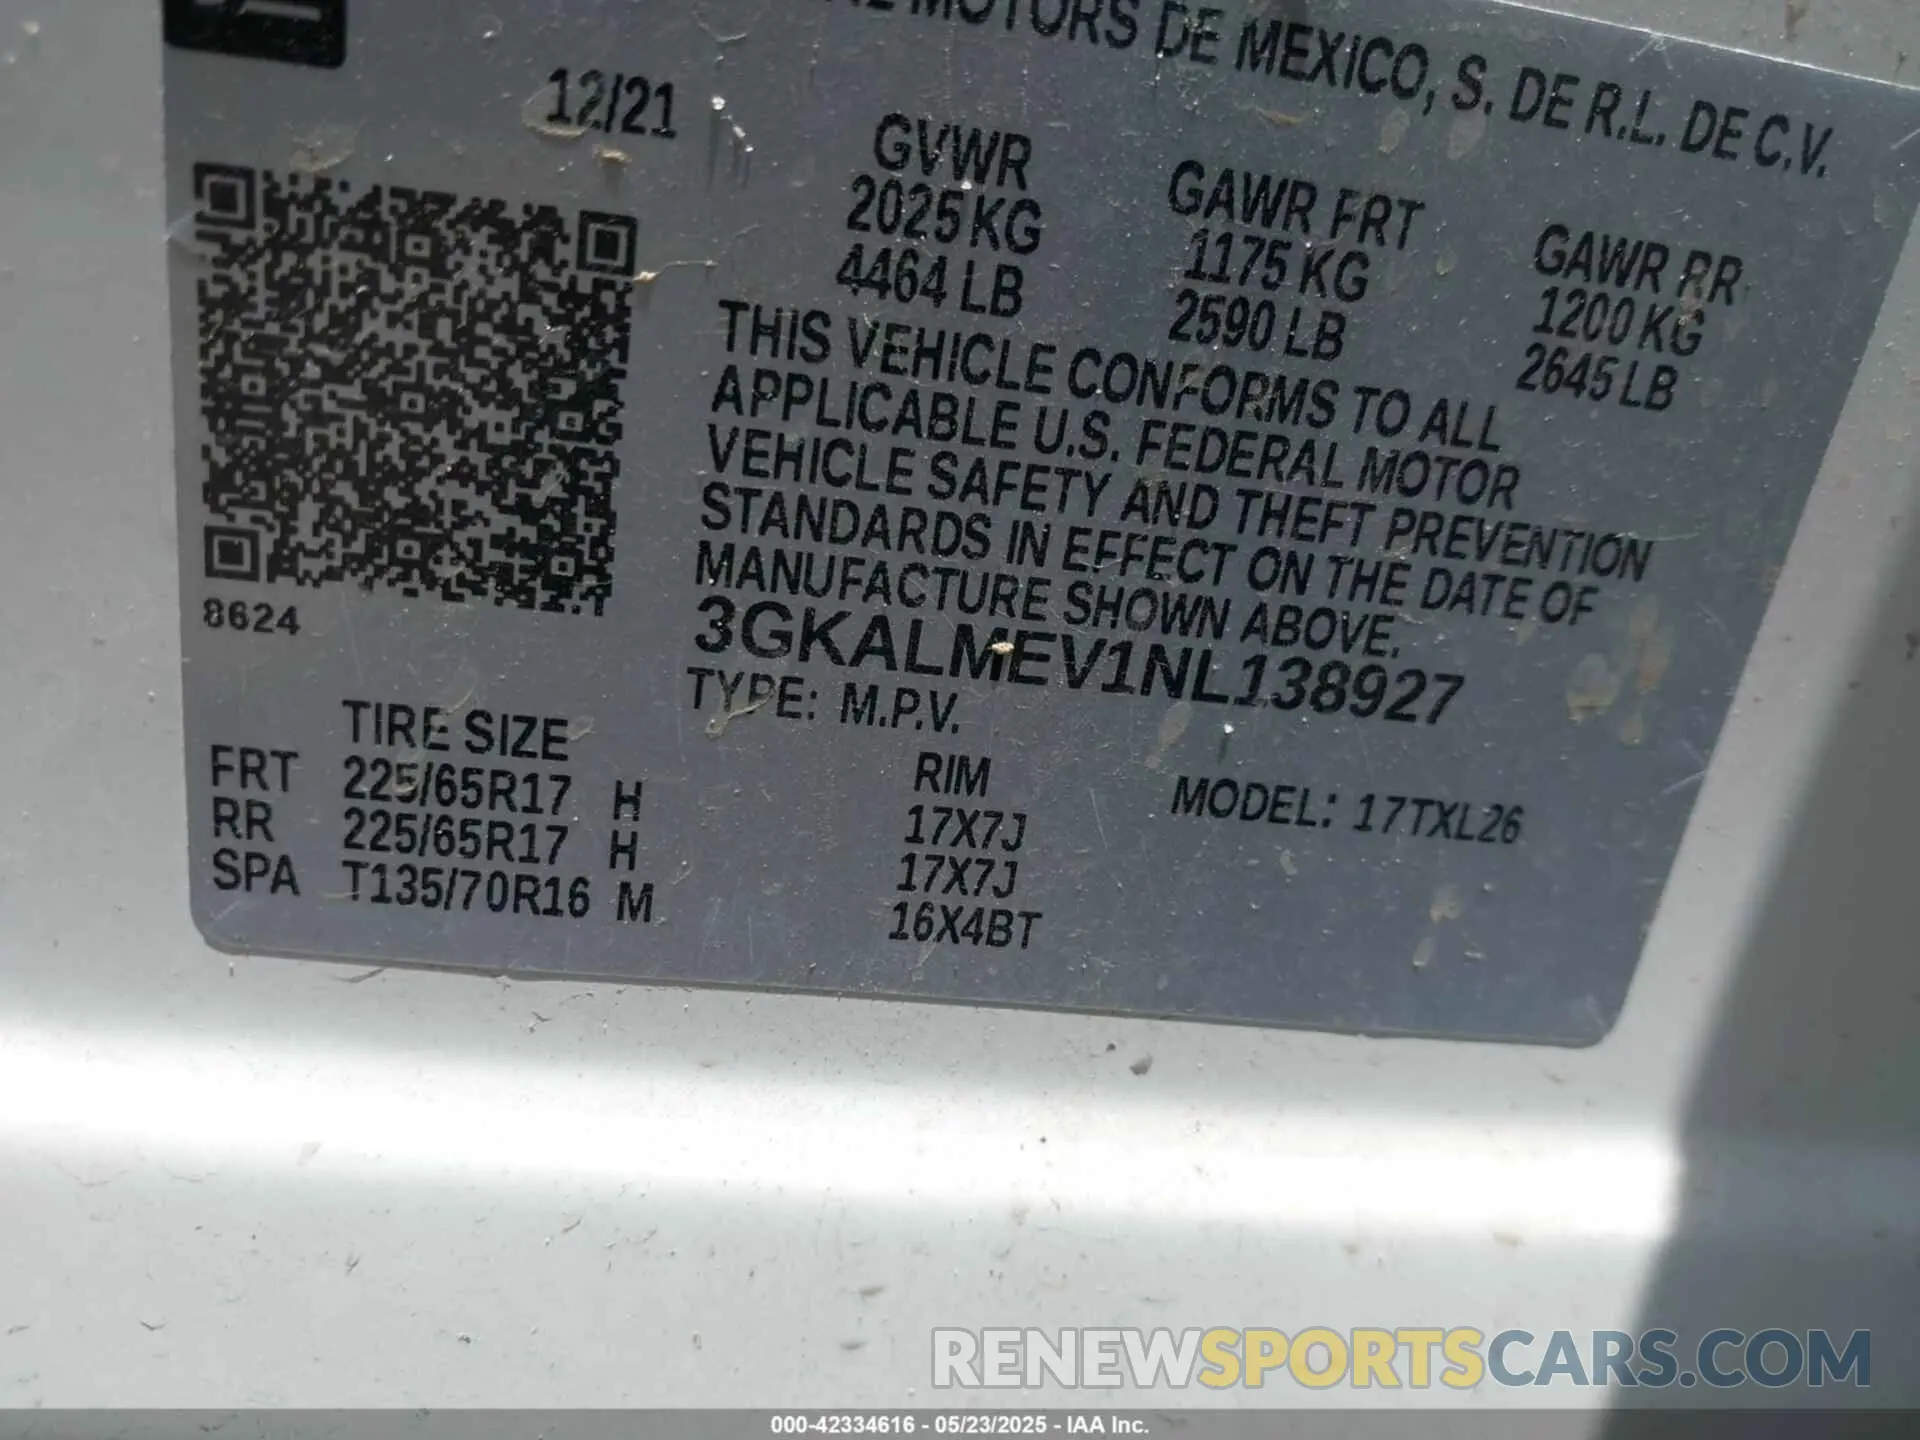 MOTORS DE MEXICO, S. DE R.L. DE C.V.
12/21
GVWR
2025 KG
4464 LB
GAWR FRT
1175 KG
2590 LB
GAWR RR
1200 KG
2645 LB
THIS VEHICLE CONFORMS TO ALL
APPLICABLE U.S. FEDERAL MOTOR
VEHICLE SAFETY AND THEFT PREVENTION
STANDARDS IN EFFECT ON THE DATE OF
MANUFACTURE SHOWN ABOVE.
3GKALMEV1NL138927
TYPE: M.P.V.
8624
TIRE SIZE
RIM
MODEL: 17TXL26
FRT 225/65R17 H 17X7J
RR 225/65R17 H 17X7J
SPA T135/70R16 M 16X4BT
RENEWSPORTSCARS.COM
000-42334616 - 05/23/2025 - IAA Inc.